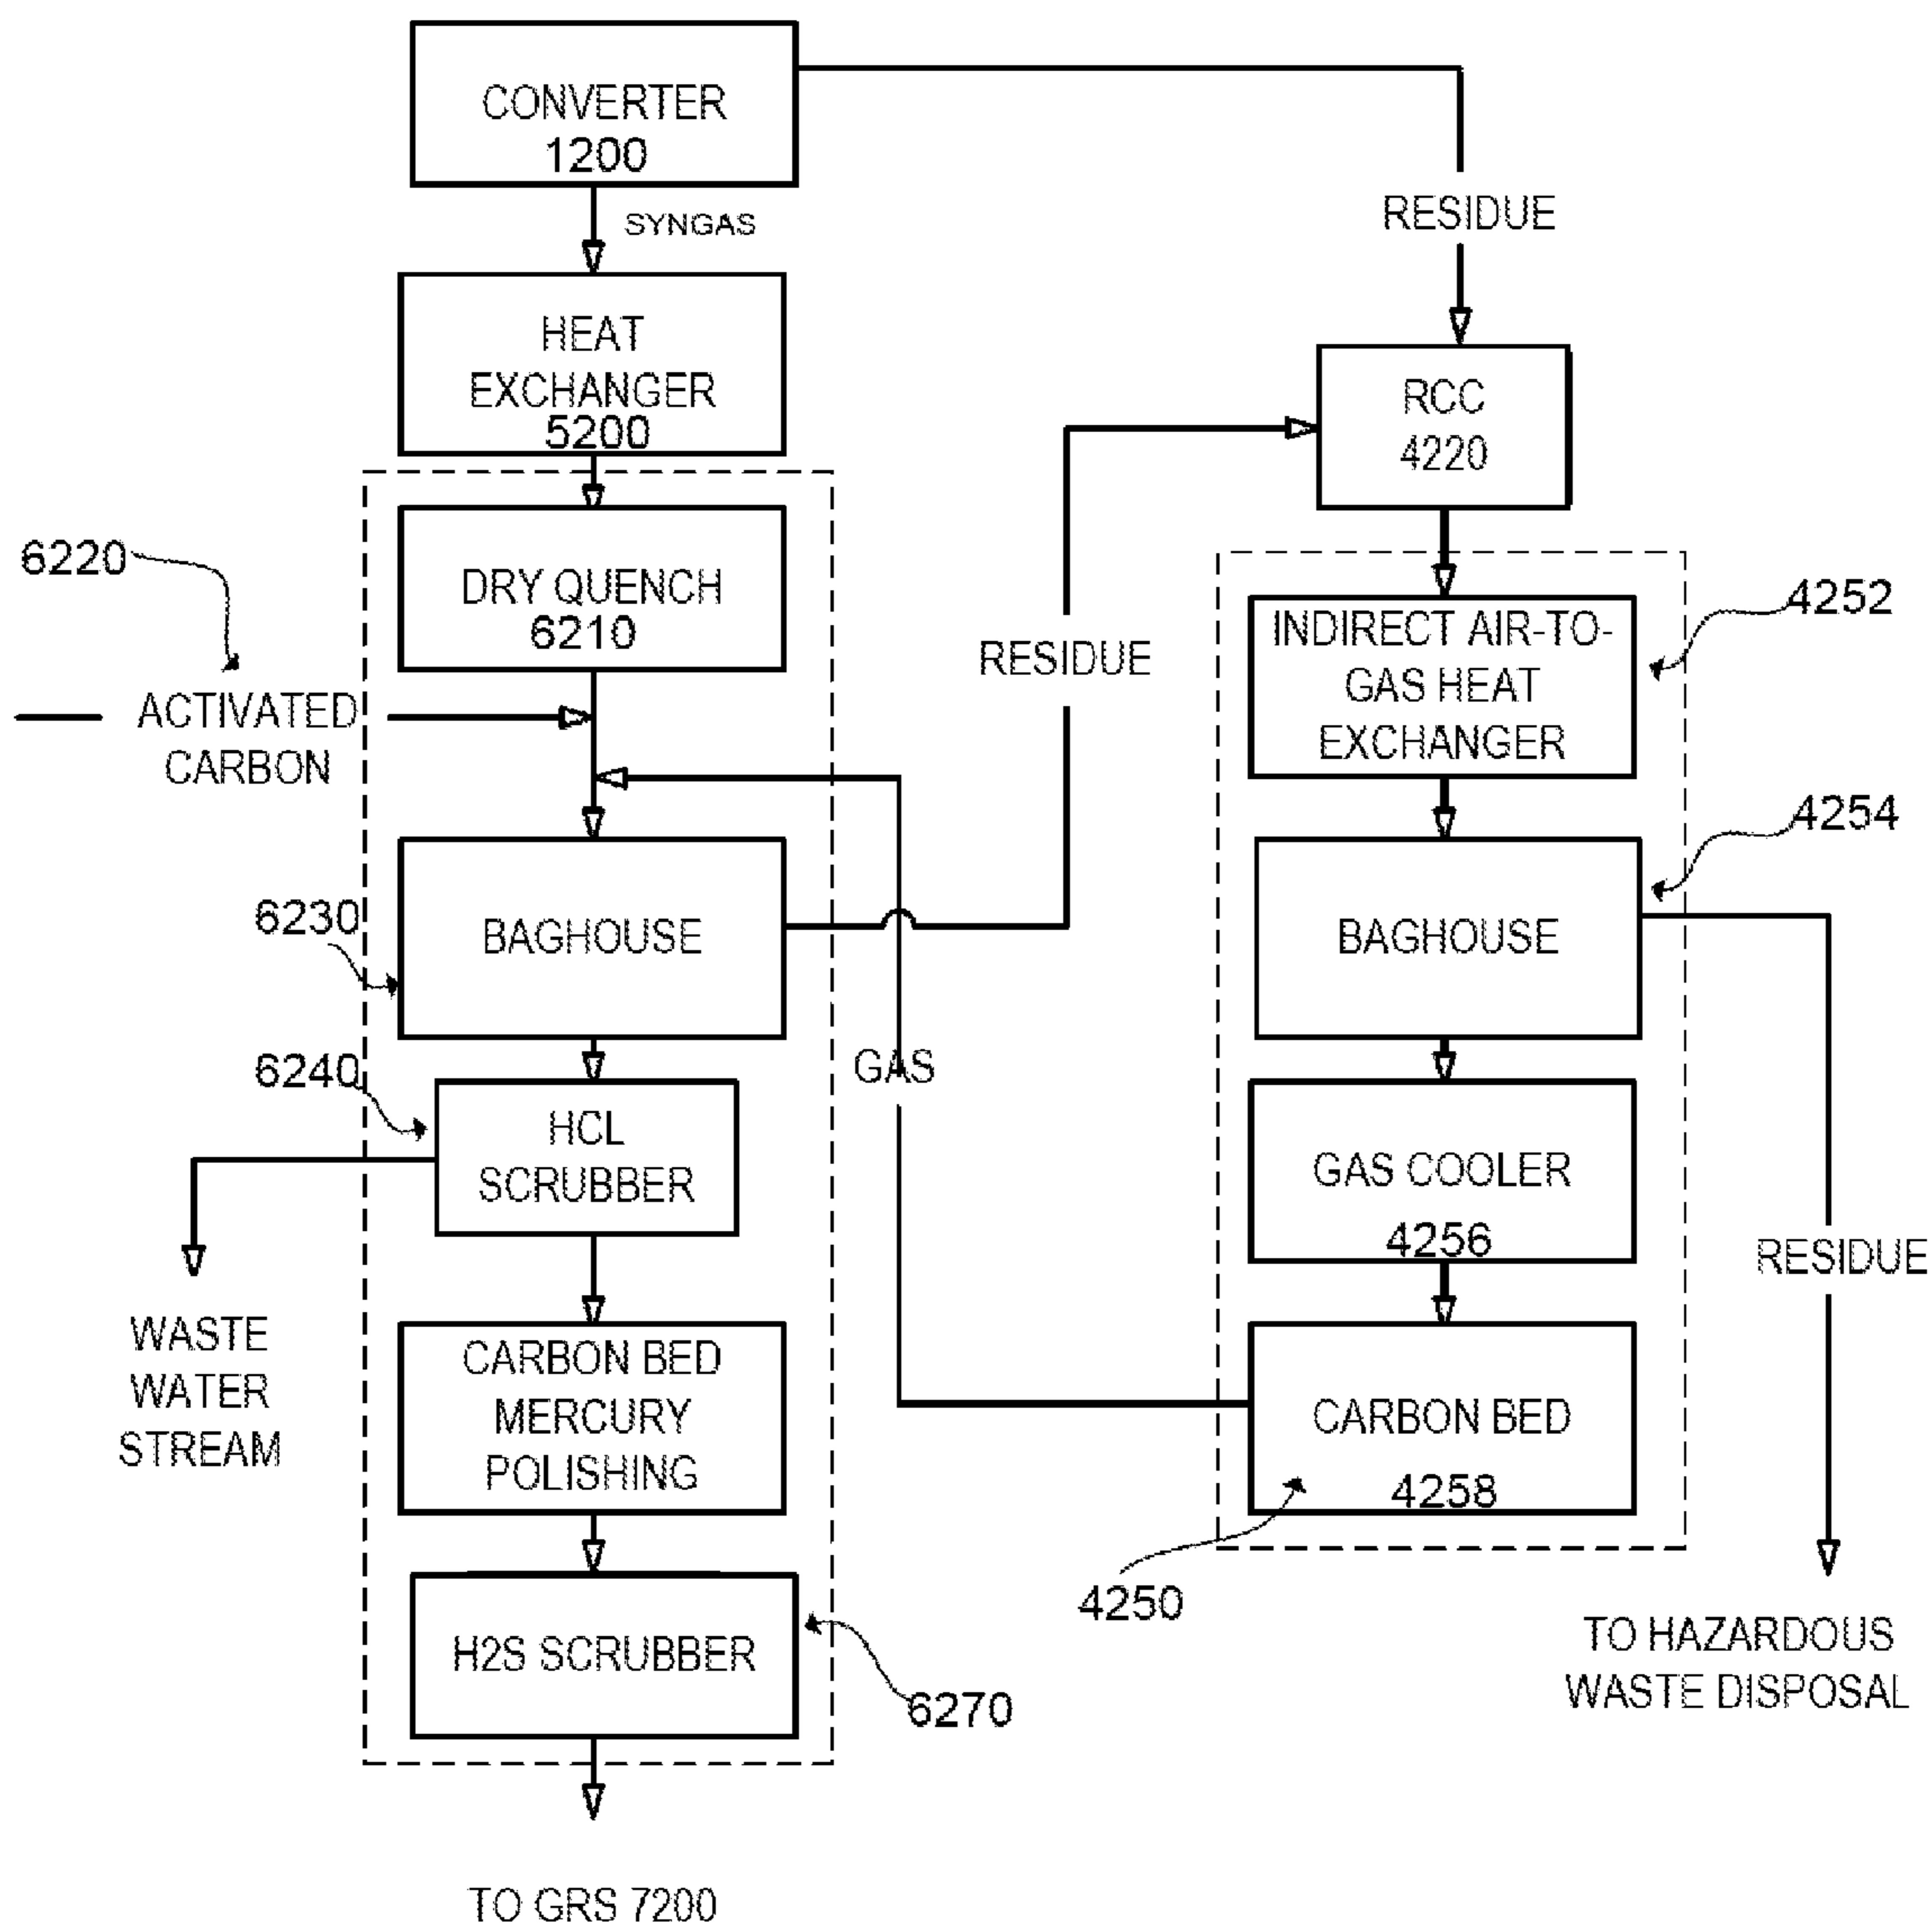 CONVERTER
1200
SYNGAS
RESIDUE
HEAT
EXCHANGER
5200
RCC
4220
6220
DRY QUENCH
6210
4252
INDIRECT AIR-TO-
GAS HEAT
EXCHANGER
RESIDUE
ACTIVATED
CARBON
4254
6230
BAGHOUSE
BAGHOUSE
6240
GAS
HCL
SCRUBBER
GAS COOLER
4256
RESIDUE
WASTE
WATER
STREAM
CARBON BED
MERCURY
POLISHING
CARBON BED
4258
4250
H2S SCRUBBER
6270
TO HAZARDOUS
WASTE DISPOSAL
TO GRS 7200